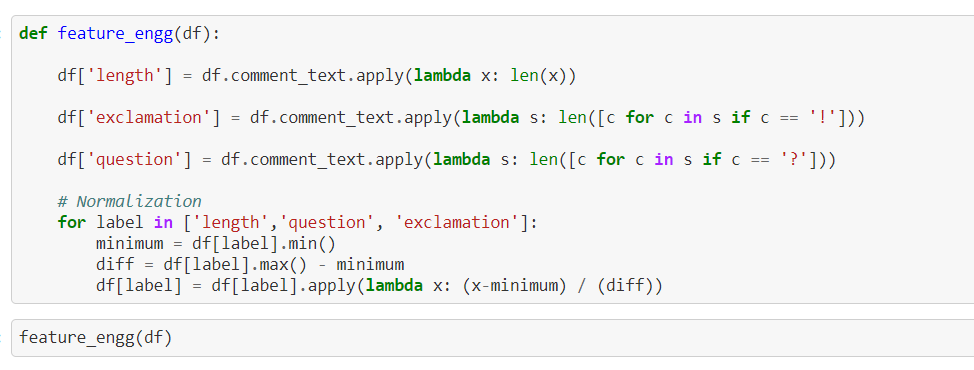 def feature_engg(df):
    df['length'] = df.comment_text.apply(lambda x: len(x))
    df['exclamation'] = df.comment_text.apply(lambda s: len([c for c in s if c == '!']))
    df['question'] = df.comment_text.apply(lambda s: len([c for c in s if c == '?']))
    # Normalization
    for label in ['length','question', 'exclamation']:
        minimum = df[label].min()
        diff = df[label].max() - minimum
        df[label] = df[label].apply(lambda x: (x-minimum) / (diff))
feature_engg(df)